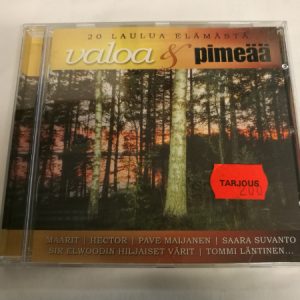 20 LAULUA ELÄMÄSTÄ
valoa & pimeää
TARJOUS
MAARIT | HECTOR | PAVE MAIJANEN | SAARA SUVANTO
SIR ELWOODIN HILJAISET VÄRIT | TOMMI LÄNTINEN...